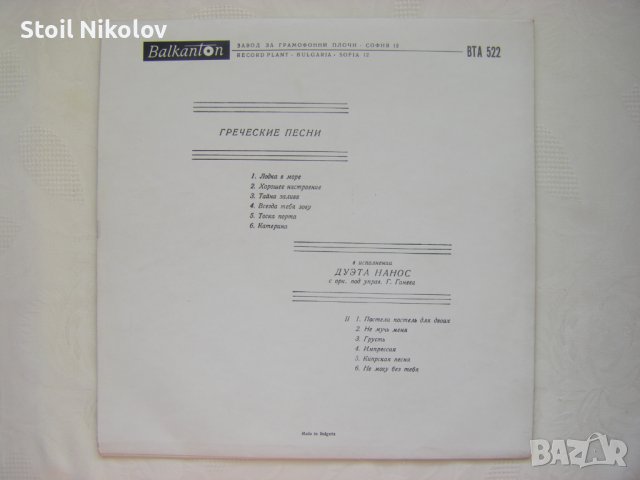 Stoil Nikolov
Balkanton
ЗАВОД ЗА ГРАМОФОННИ ПЛОЧИ - СОФИЯ 12
RECORD PLANT - BULGARIA - SOFIA 12
ВТА 522
ГРЕЧЕСКИЕ ПЕСНИ
1. Лодка в море
2. Хорошее настроение
3. Тайна залива
4. Всегда тебя зову
5. Тоска порта
6. Катерина
в исполнении
ДУЭТА НАНОС
с орк. под управ. Г. Ганева
II 1. Постели постель для двоих
2. Не мучь меня
3. Грусть
4. Импрессия
5. Кипрская песня
6. Не могу без тебя
Made in Bulgaria
BAZAR